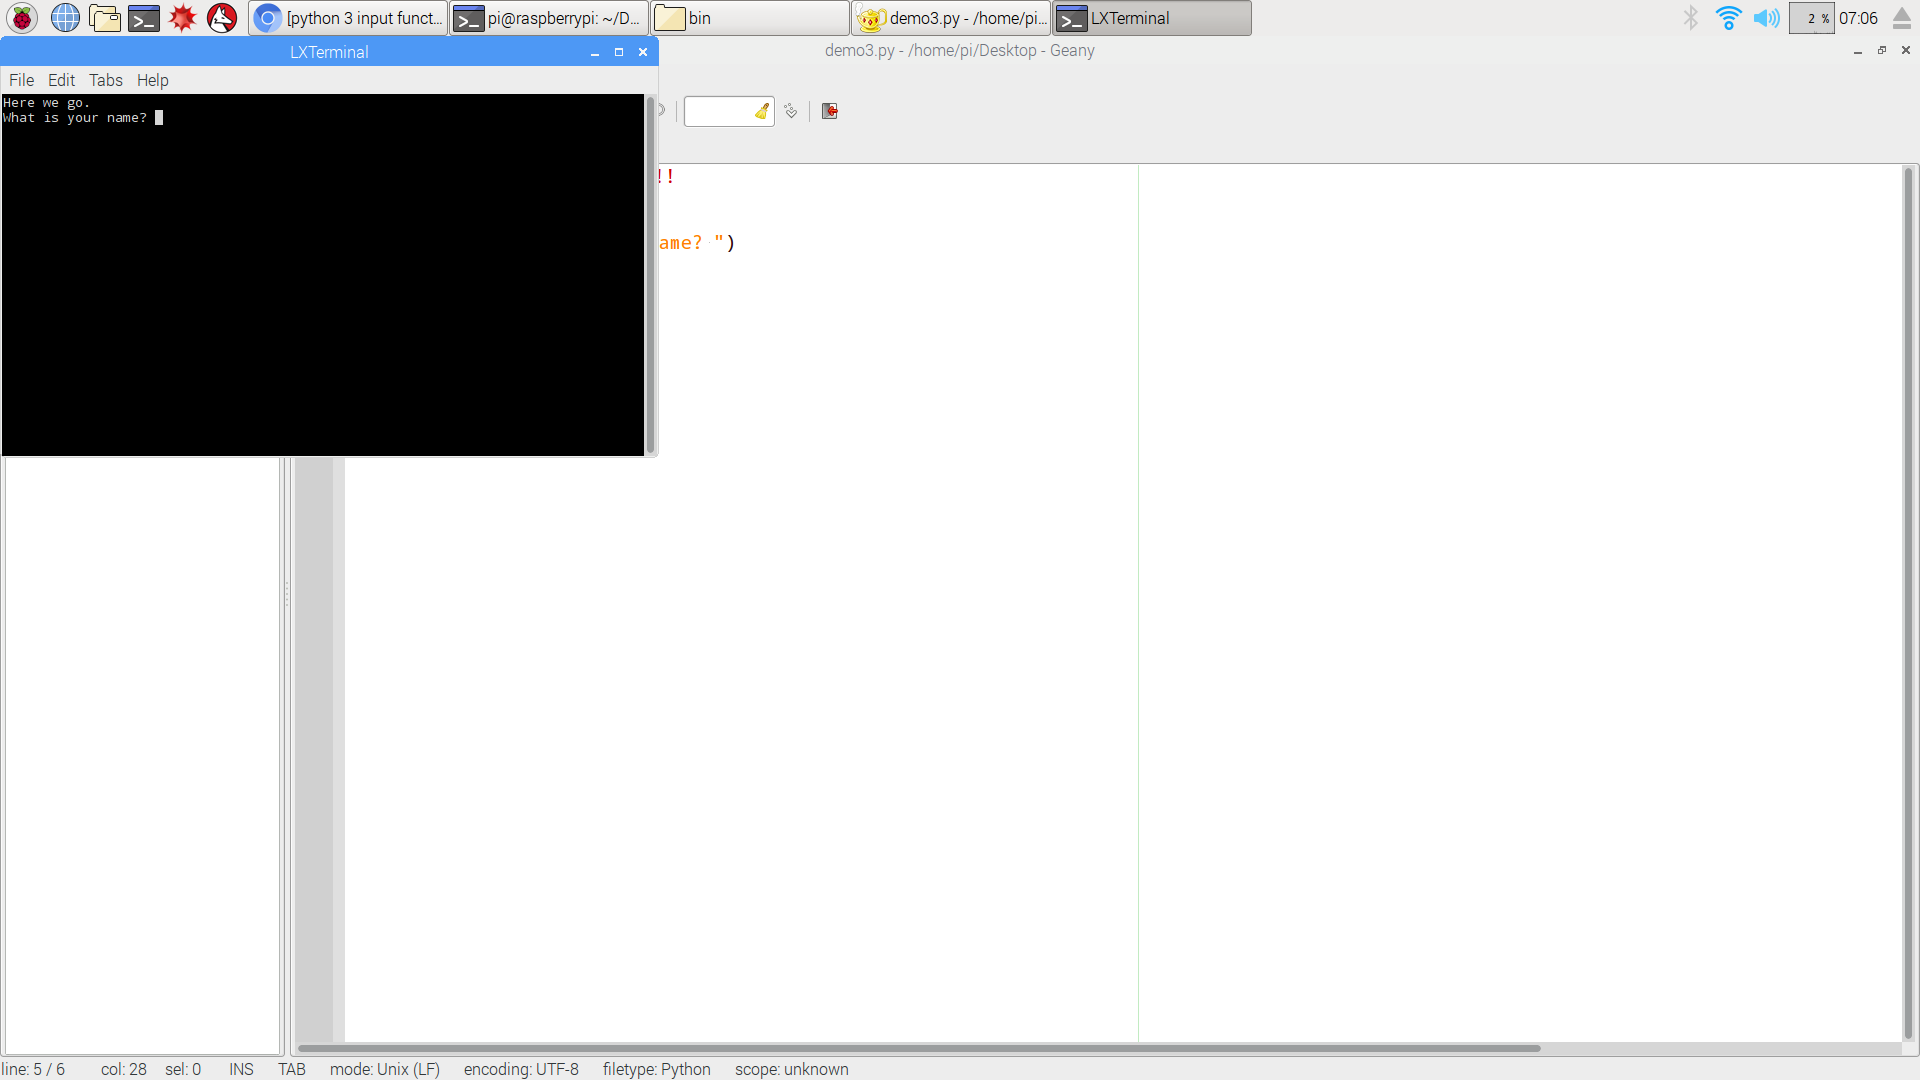 [python 3 input funct...
pi@raspberrypi: ~/D...
bin
demo3.py - /home/pi...
LXTerminal
2 %
07:06
LXTerminal
demo3.py - /home/pi/Desktop - Geany
File Edit Tabs Help
Here we go.
What is your name?
!!
ame? ")
line: 5 / 6 col: 28 sel: 0 INS TAB mode: Unix (LF) encoding: UTF-8 filetype: Python scope: unknown